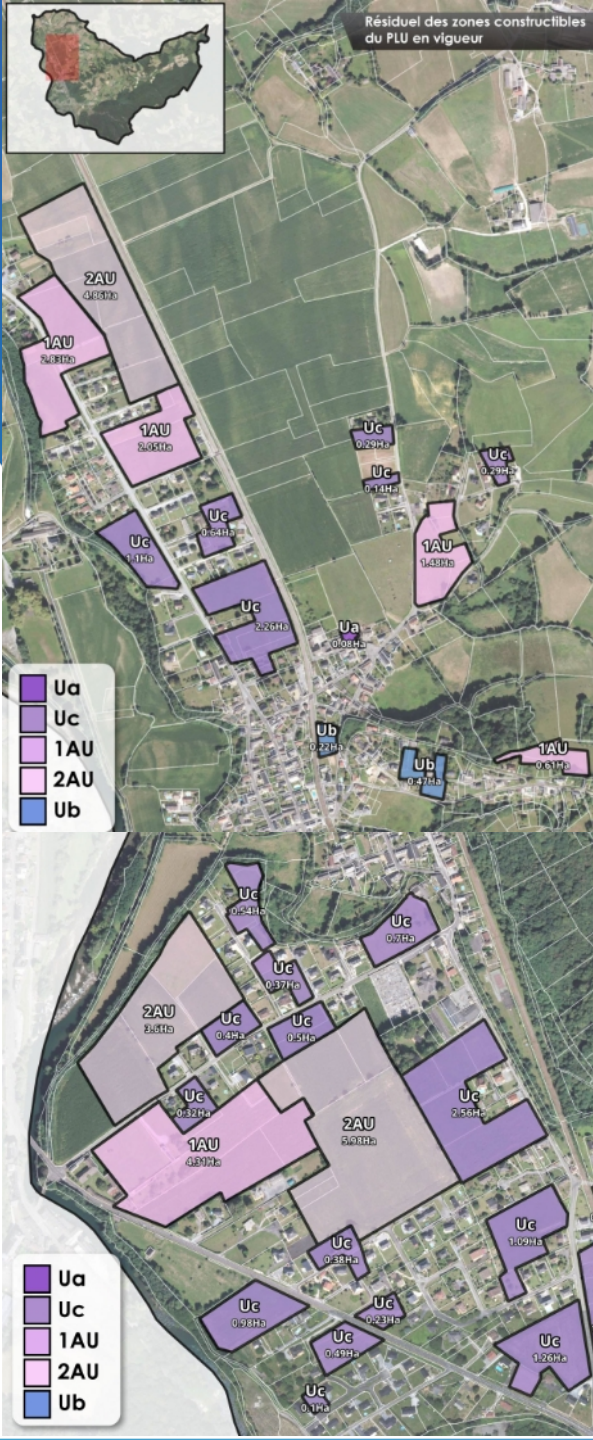 Résiduel des zones constructibles
du PLU en vigueur
2AU
4.86Ha
1AU
2.83Ha
1AU
2.05Ha
Uc
0.29Ha
Uc
0.14Ha
Uc
0.29Ha
Uc
0.64Ha
Uc
1.1Ha
1AU
1.48Ha
Uc
2.26Ha
Ua
0.08Ha
Ub
0.22Ha
Ub
0.47Ha
1AU
0.61Ha
Ua
Uc
1AU
2AU
Ub
Uc
0.54Ha
Uc
0.7Ha
Uc
0.37Ha
2AU
3.6Ha
Uc
0.4Ha
Uc
0.5Ha
Uc
0.32Ha
Uc
2.56Ha
2AU
5.98Ha
1AU
4.31Ha
Uc
1.09Ha
Uc
0.38Ha
Uc
0.98Ha
Uc
0.23Ha
Uc
0.49Ha
Uc
1.26Ha
Uc
0.1Ha
Ua
Uc
1AU
2AU
Ub